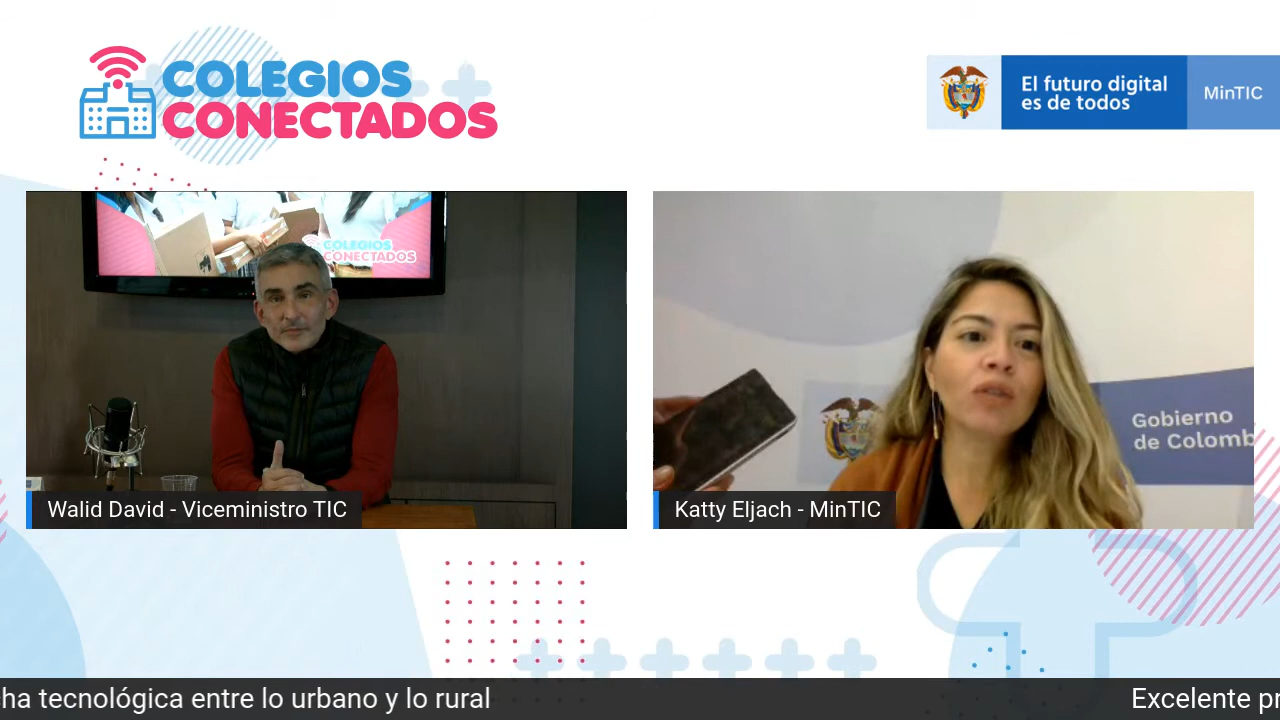 COLEGIOS
CONECTADOS
El futuro digital
es de todos
MinTIC
COLEGIOS
CONECTADOS
Gobierno
de Colomb
Walid David - Viceministro TIC
Katty Eljach - MinTIC
cha tecnológica entre lo urbano y lo rural
Excelente pr